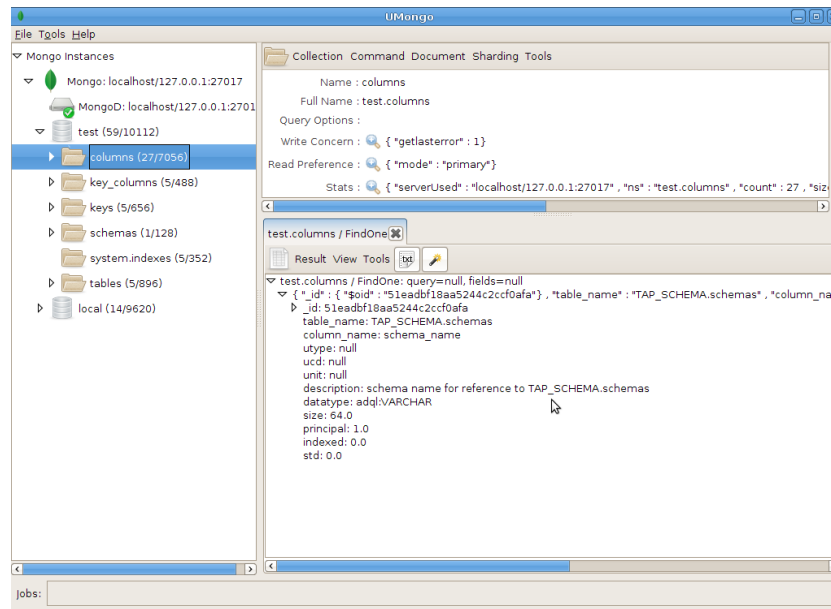 UMongo
File Tools Help
Mongo Instances
Mongo: localhost/127.0.0.1:27017
MongoD: localhost/127.0.0.1:2701
test (59/10112)
columns (27/7056)
key_columns (5/488)
keys (5/656)
schemas (1/128)
system.indexes (5/352)
tables (5/896)
local (14/9620)
Collection Command Document Sharding Tools
Name : columns
Full Name : test.columns
Query Options :
Write Concern : { "getlasterror" : 1}
Read Preference : { "mode" : "primary"}
Stats : { "serverUsed" : "localhost/127.0.0.1:27017" , "ns" : "test.columns" , "count" : 27 , "size
test.columns / FindOne
Result View Tools txt
test.columns / FindOne: query=null, fields=null
{ "_id" : { "$oid" : "51eadbf18aa5244c2ccf0afa"} , "table_name" : "TAP_SCHEMA.schemas" , "column_na
_id: 51eadbf18aa5244c2ccf0afa
table_name: TAP_SCHEMA.schemas
column_name: schema_name
utype: null
ucd: null
unit: null
description: schema name for reference to TAP_SCHEMA.schemas
datatype: adql:VARCHAR
size: 64.0
principal: 1.0
indexed: 0.0
std: 0.0
Jobs: